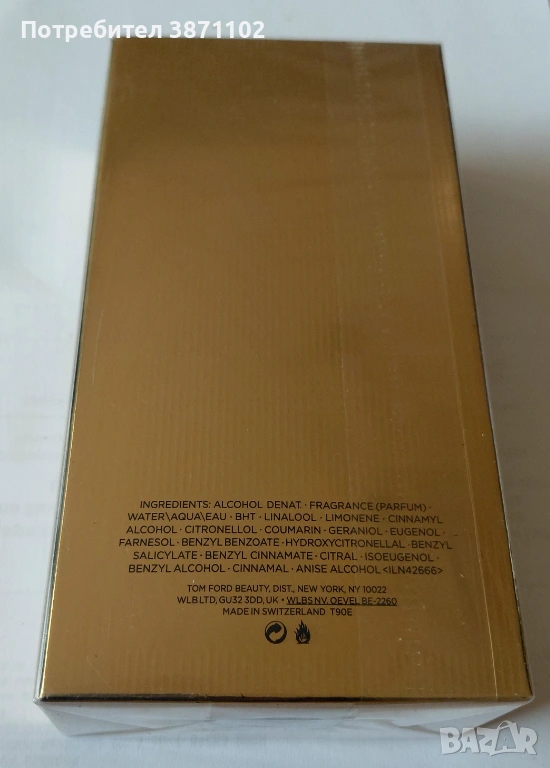 Потребител 3871102
INGREDIENTS: ALCOHOL DENAT · FRAGRANCE (PARFUM) ·
WATER\AQUA\EAU · BHT · LINALOOL · LIMONENE · CINNAMYL
ALCOHOL · CITRONELLOL · COUMARIN · GERANIOL · EUGENOL ·
FARNESOL · BENZYL BENZOATE · HYDROXYCITRONELLAL · BENZYL
SALICYLATE · BENZYL CINNAMATE · CITRAL · ISOEUGENOL ·
BENZYL ALCOHOL · CINNAMAL · ANISE ALCOHOL <ILN42666>
TOM FORD BEAUTY, DIST., NEW YORK, NY 10022
WLB LTD, GU32 3DD, UK · WLBS NV. OEVEL BE-2260
MADE IN SWITZERLAND T90E
BAZAR